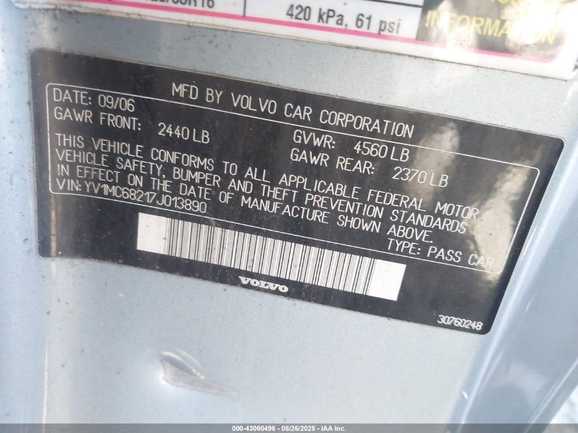 420 kPa, 61 psi
INFORMATION
MFD BY VOLVO CAR CORPORATION
DATE: 09/06
GAWR FRONT: 2440 LB
GVWR: 4560 LB
GAWR REAR: 2370 LB
THIS VEHICLE CONFORMS TO ALL APPLICABLE FEDERAL MOTOR
VEHICLE SAFETY, BUMPER AND THEFT PREVENTION STANDARDS
IN EFFECT ON THE DATE OF MANUFACTURE SHOWN ABOVE.
VIN: YV1MC68217J013890
TYPE: PASS CAR
VOLVO
30760248
000-43060496 - 08/26/2025 - IAA Inc.